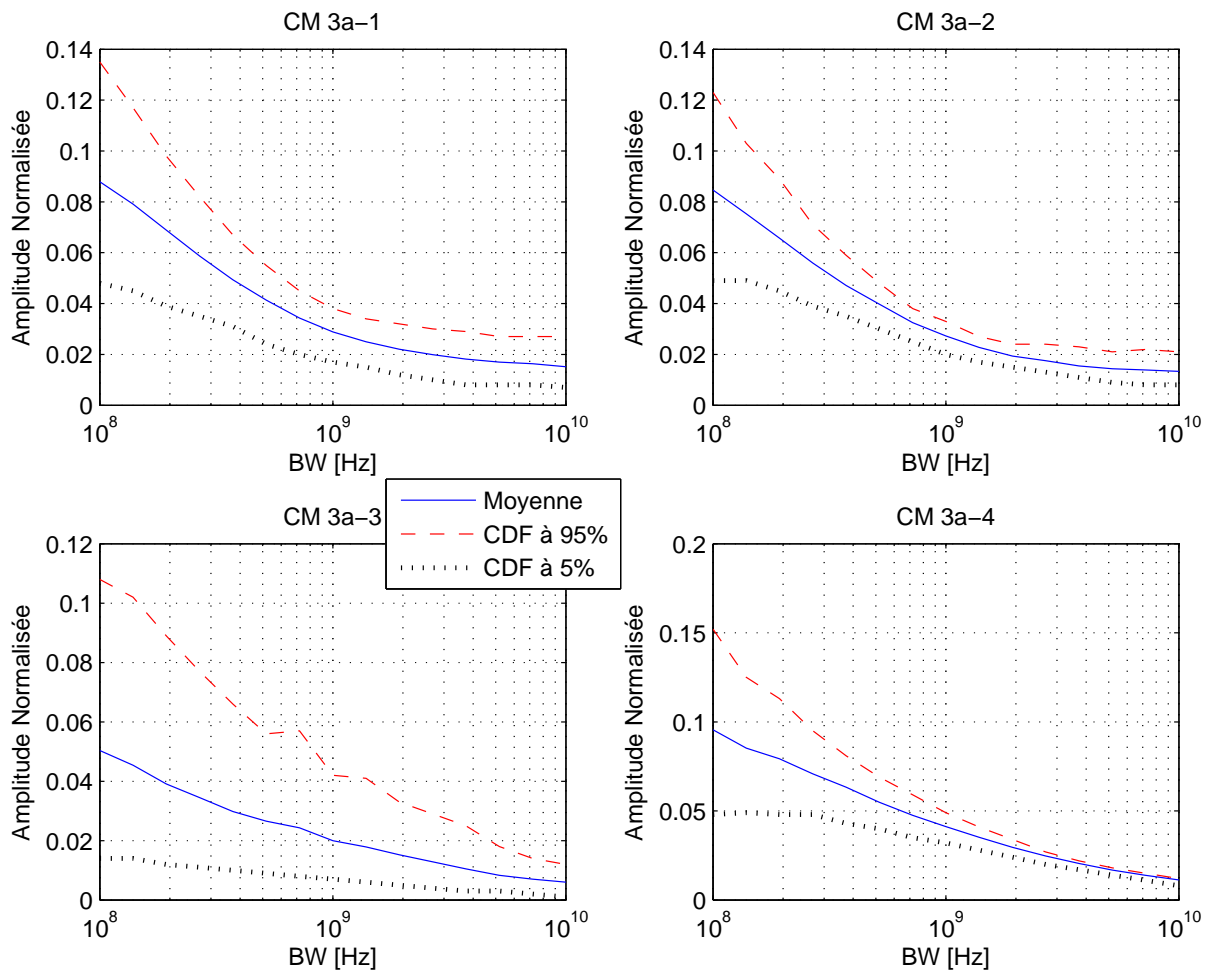 CM 3a−1
0.14
0.12
0.1
0.08
0.06
0.04
0.02
0
Amplitude Normalisée
10^8
10^9
10^10
BW [Hz]
CM 3a−2
0.14
0.12
0.1
0.08
0.06
0.04
0.02
0
Amplitude Normalisée
10^8
10^9
10^10
BW [Hz]
Moyenne
CDF à 95%
CDF à 5%
CM 3a−3
0.12
0.1
0.08
0.06
0.04
0.02
0
Amplitude Normalisée
10^8
10^9
10^10
BW [Hz]
CM 3a−4
0.2
0.15
0.1
0.05
0
Amplitude Normalisée
10^8
10^9
10^10
BW [Hz]